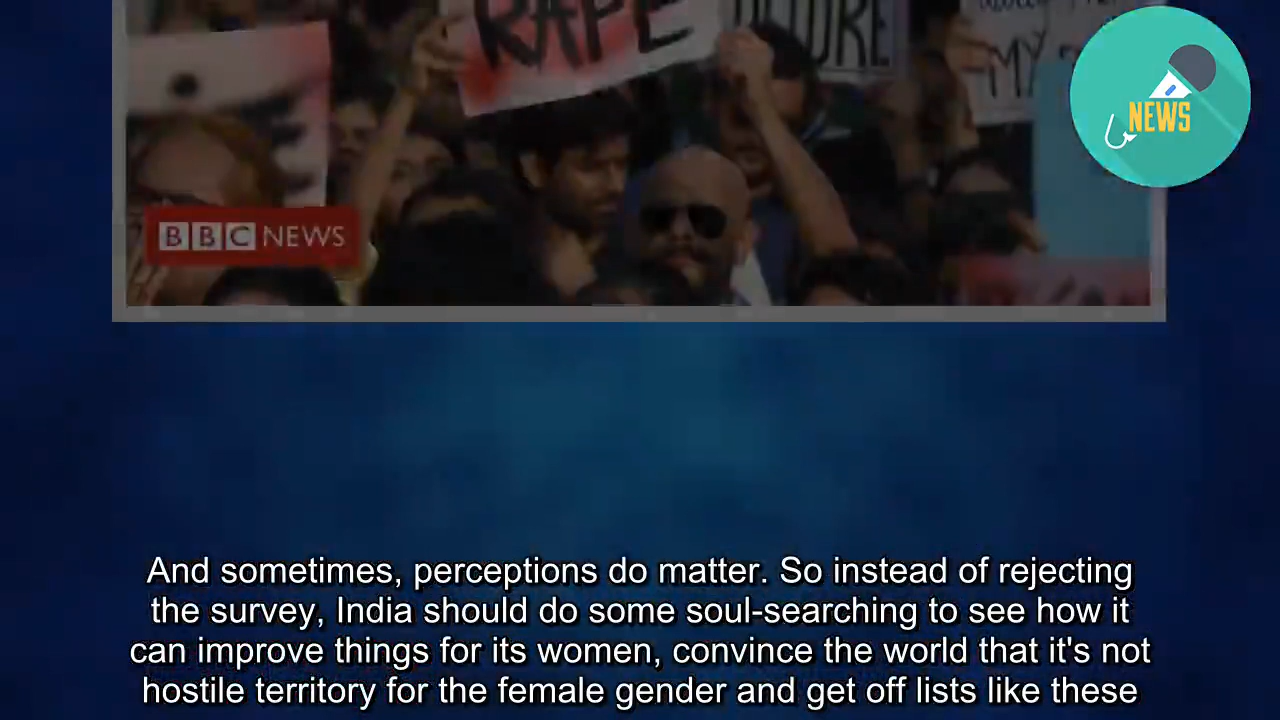 RAPE
MY
NEWS
BBC NEWS
And sometimes, perceptions do matter. So instead of rejecting
the survey, India should do some soul-searching to see how it
can improve things for its women, convince the world that it's not
hostile territory for the female gender and get off lists like these